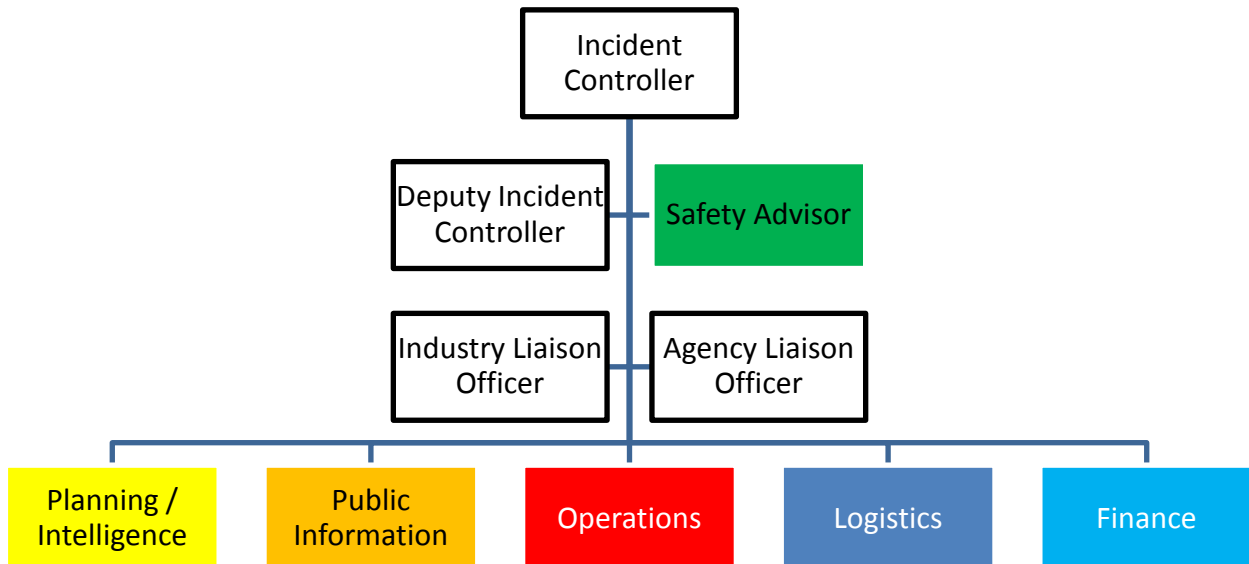 Incident
Controller
Deputy Incident
Controller
Safety Advisor
Industry Liaison
Officer
Agency Liaison
Officer
Planning /
Intelligence
Public
Information
Operations
Logistics
Finance